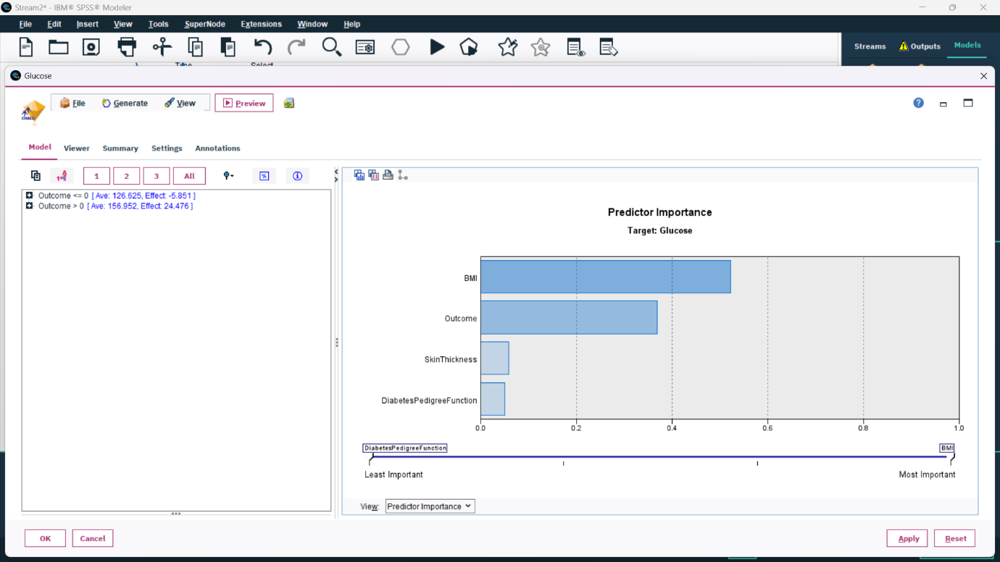 Stream2* - IBM® SPSS® Modeler
File Edit Insert View Tools SuperNode Extensions Window Help
Streams Outputs Models
Glucose
CHAID
File Generate View Preview
Model Viewer Summary Settings Annotations
1 2 3 All
Outcome <= 0 [ Ave: 126.625, Effect: -5.851 ]
Outcome > 0 [ Ave: 156.952, Effect: 24.476 ]
Predictor Importance
Target: Glucose
BMI
Outcome
SkinThickness
DiabetesPedigreeFunction
0.0 0.2 0.4 0.6 0.8 1.0
DiabetesPedigreeFunction BMI
Least Important Most Important
View: Predictor Importance
OK Cancel Apply Reset